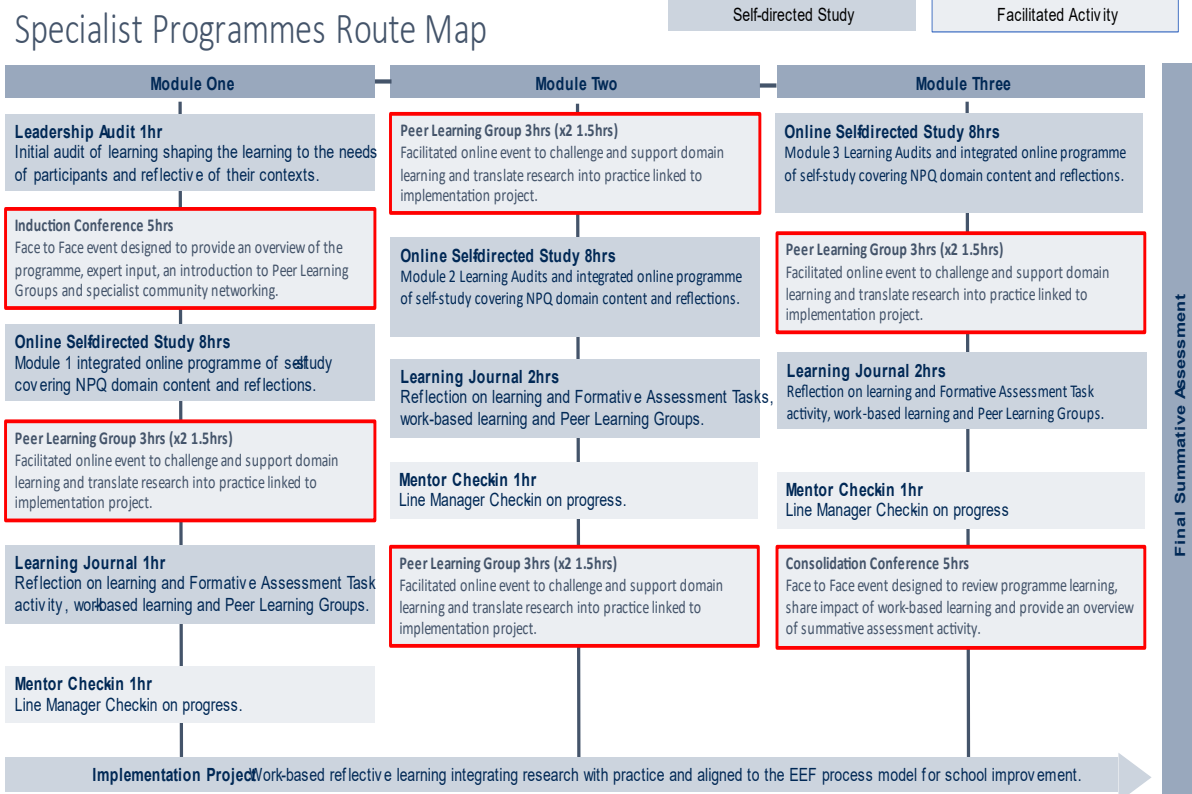 Specialist Programmes Route Map
Self-directed Study
Facilitated Activity
Module One
Leadership Audit 1hr
Initial audit of learning shaping the learning to the needs
of participants and reflective of their contexts.
Induction Conference 5hrs
Face to Face event designed to provide an overview of the
programme, expert input, an introduction to Peer Learning
Groups and specialist community networking.
Online Selfdirected Study 8hrs
Module 1 integrated online programme of selfstudy
covering NPQ domain content and reflections.
Peer Learning Group 3hrs (x2 1.5hrs)
Facilitated online event to challenge and support domain
learning and translate research into practice linked to
implementation project.
Learning Journal 1hr
Reflection on learning and Formative Assessment Task
activity, workbased learning and Peer Learning Groups.
Mentor Checkin 1hr
Line Manager Checkin on progress.
Module Two
Peer Learning Group 3hrs (x2 1.5hrs)
Facilitated online event to challenge and support domain
learning and translate research into practice linked to
implementation project.
Online Selfdirected Study 8hrs
Module 2 Learning Audits and integrated online programme
of self-study covering NPQ domain content and reflections.
Learning Journal 2hrs
Reflection on learning and Formative Assessment Tasks,
work-based learning and Peer Learning Groups.
Mentor Checkin 1hr
Line Manager Checkin on progress.
Peer Learning Group 3hrs (x2 1.5hrs)
Facilitated online event to challenge and support domain
learning and translate research into practice linked to
implementation project.
Module Three
Online Selfdirected Study 8hrs
Module 3 Learning Audits and integrated online programme
of self-study covering NPQ domain content and reflections.
Peer Learning Group 3hrs (x2 1.5hrs)
Facilitated online event to challenge and support domain
learning and translate research into practice linked to
implementation project.
Learning Journal 2hrs
Reflection on learning and Formative Assessment Task
activity, work-based learning and Peer Learning Groups.
Mentor Checkin 1hr
Line Manager Checkin on progress
Consolidation Conference 5hrs
Face to Face event designed to review programme learning,
share impact of work-based learning and provide an overview
of summative assessment activity.
Final Summative Assessment
Implementation Project Work-based reflective learning integrating research with practice and aligned to the EEF process model for school improvement.